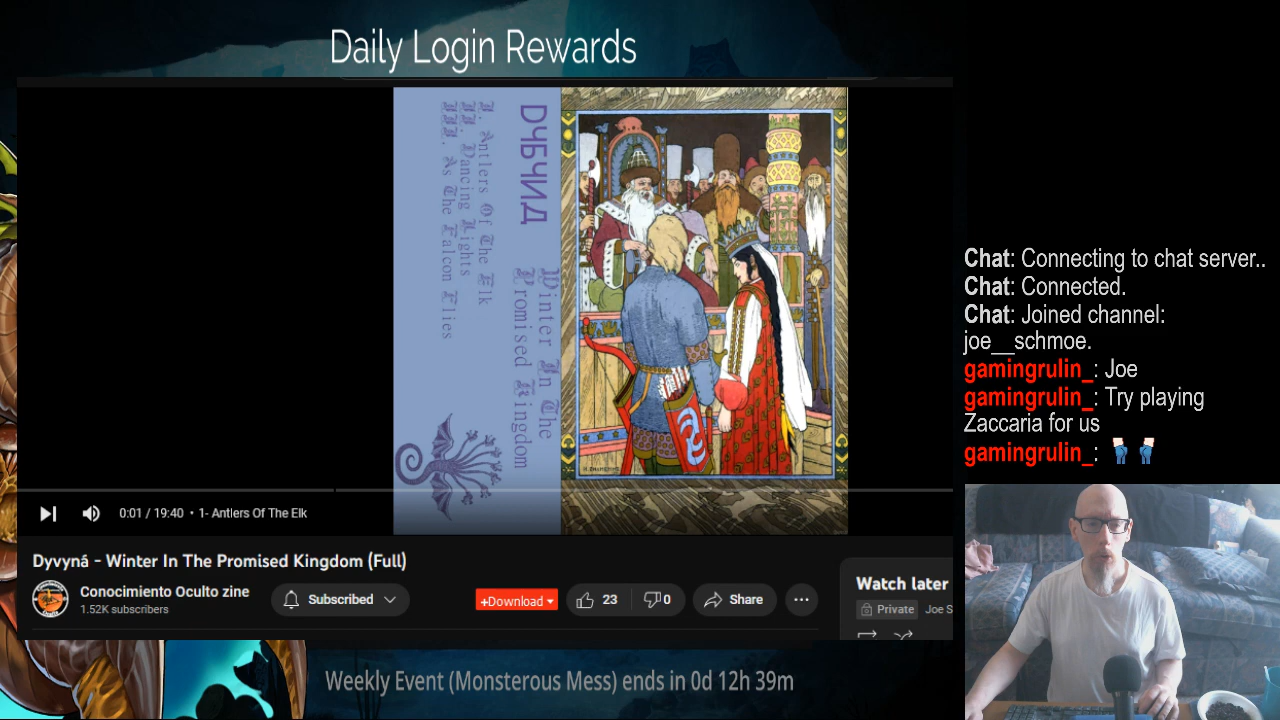 Daily Login Rewards
ДЧБЧИД
Winter In The
Promised Kingdom
I. Antlers Of The Elk
II. Dancing Lights
III. As The Falcon Flies
0:01 / 19:40 • 1- Antlers Of The Elk
Dyvyná - Winter In The Promised Kingdom (Full)
Conocimiento Oculto zine
1.52K subscribers
Subscribed
+Download
23
0
Share
Watch later
Private Joe S
Weekly Event (Monsterous Mess) ends in 0d 12h 39m
Chat: Connecting to chat server..
Chat: Connected.
Chat: Joined channel:
joe__schmoe.
gamingrulin_: Joe
gamingrulin_: Try playing
Zaccaria for us
gamingrulin_: